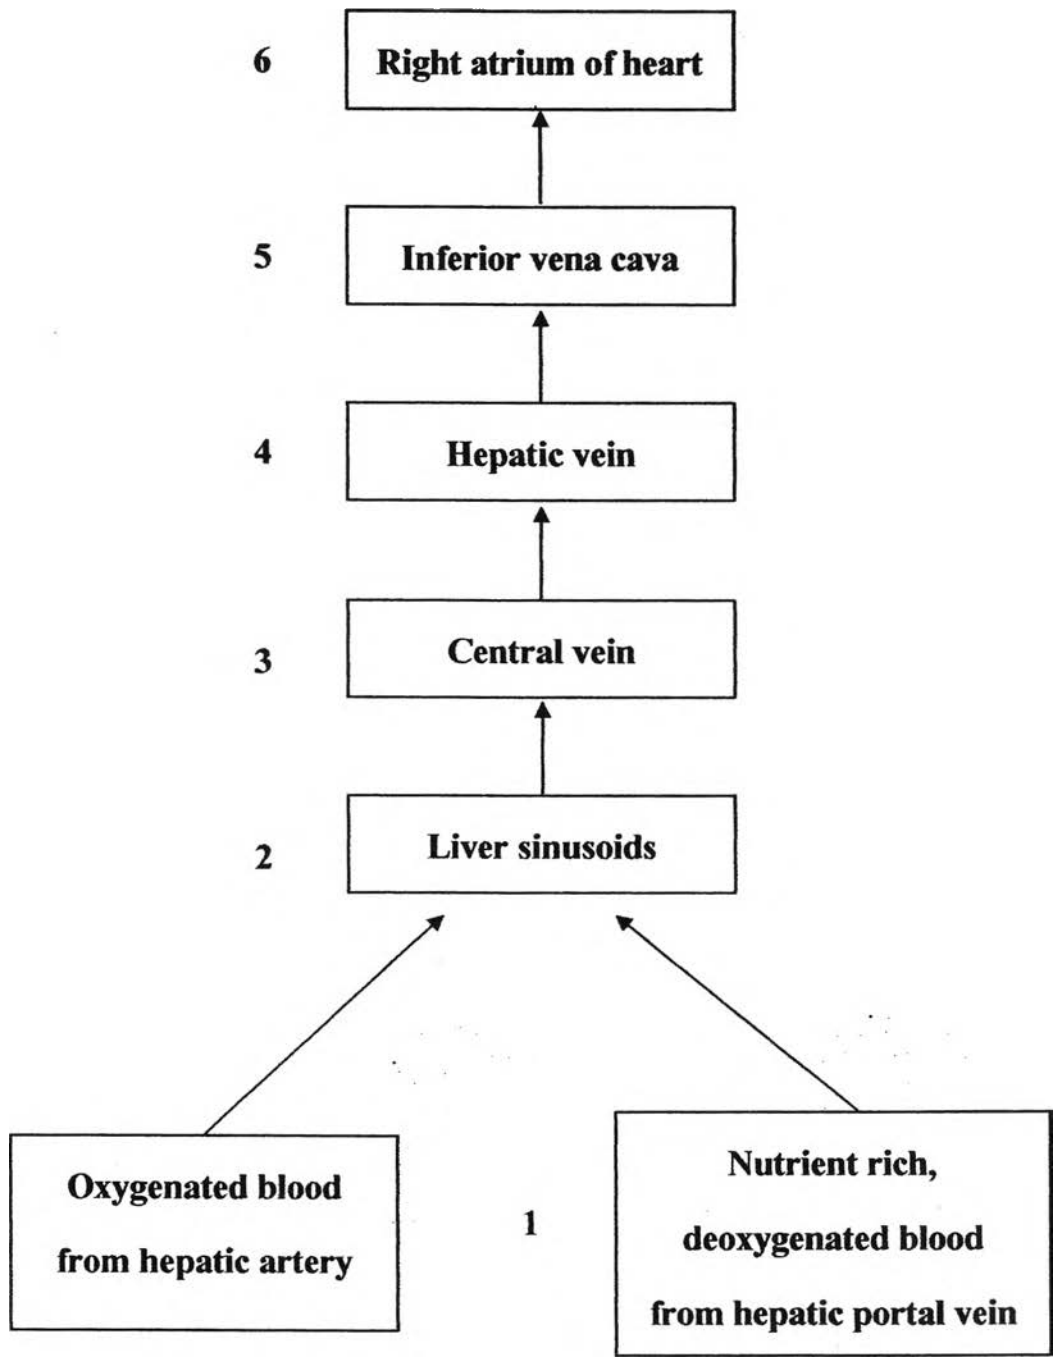 6
Right atrium of heart
5
Inferior vena cava
4
Hepatic vein
3
Central vein
2
Liver sinusoids
Oxygenated blood
from hepatic artery
1
Nutrient rich,
deoxygenated blood
from hepatic portal vein